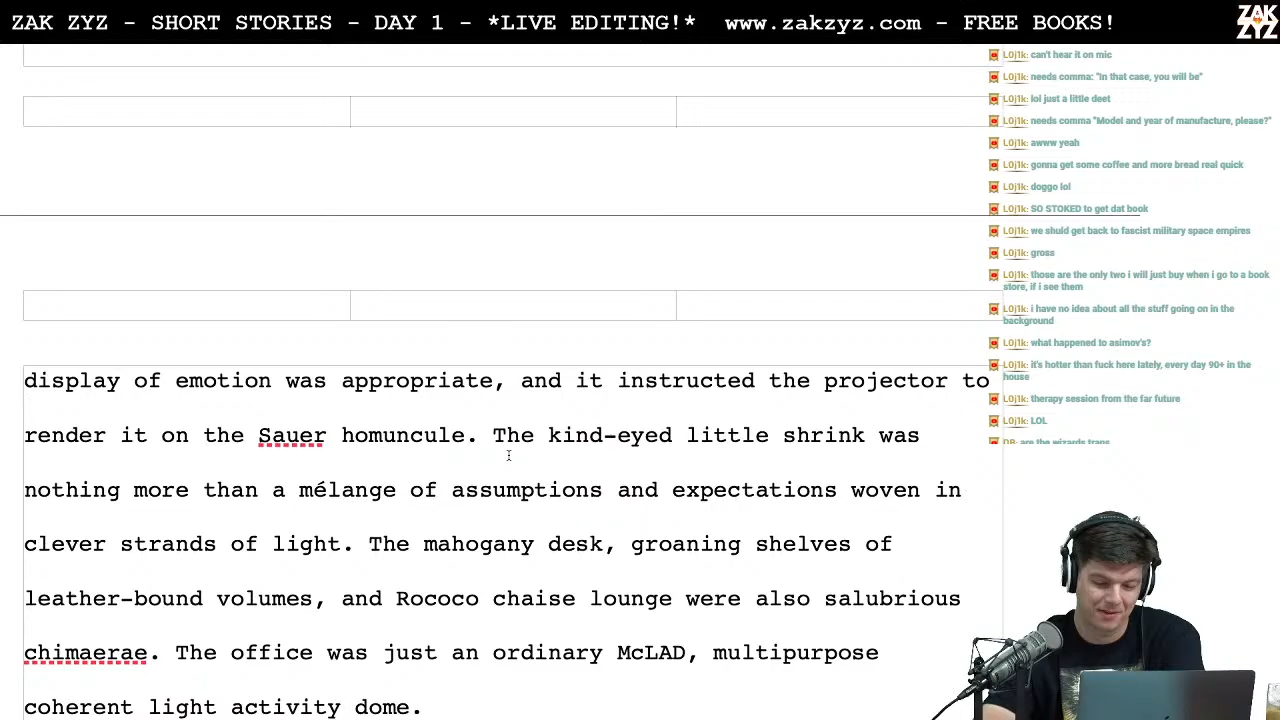 ZAK ZYZ - SHORT STORIES - DAY 1 - *LIVE EDITING!*  www.zakzyz.com - FREE BOOKS!
ZAK
ZYZ
L0j1k: can't hear it on mic
L0j1k: needs comma: "In that case, you will be"
L0j1k: lol just a little deet
L0j1k: needs comma "Model and year of manufacture, please?"
L0j1k: awww yeah
L0j1k: gonna get some coffee and more bread real quick
L0j1k: doggo lol
L0j1k: SO STOKED to get dat book
L0j1k: we shuld get back to fascist military space empires
L0j1k: gross
L0j1k: those are the only two i will just buy when i go to a book
store, if i see them
L0j1k: i have no idea about all the stuff going on in the
background
L0j1k: what happened to asimov's?
L0j1k: it's hotter than fuck here lately, every day 90+ in the
house
L0j1k: therapy session from the far future
L0j1k: LOL
DB: are the wizards trans
display of emotion was appropriate, and it instructed the projector to
render it on the homuncule. The kind-eyed little shrink was
nothing more than a mélange of assumptions and expectations woven in
clever strands of light. The mahogany desk, groaning shelves of
leather-bound volumes, and Rococo chaise lounge were also salubrious
chimaerae. The office was just an ordinary McLAD, multipurpose
coherent light activity dome.